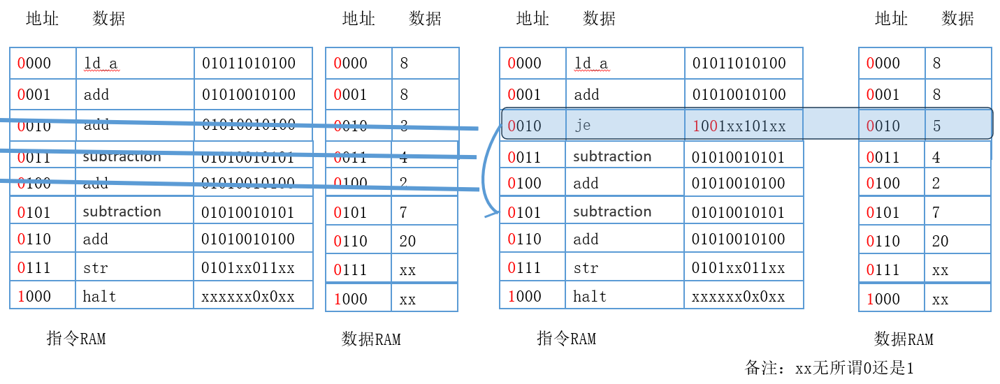 地址 数据 地址 数据 地址 数据 地址 数据
0000 ld_a 01011010100 0000 8 0000 ld_a 01011010100 0000 8
0001 add 01010010100 0001 8 0001 add 01010010100 0001 8
0010 add 01010010100 0010 3 0010 je 1001xx101xx 0010 5
0011 subtraction 01010010101 0011 4 0011 subtraction 01010010101 0011 4
0100 add 01010010100 0100 2 0100 add 01010010100 0100 2
0101 subtraction 01010010101 0101 7 0101 subtraction 01010010101 0101 7
0110 add 01010010100 0110 20 0110 add 01010010100 0110 20
0111 str 0101xx011xx 0111 xx 0111 str 0101xx011xx 0111 xx
1000 halt xxxxxx0x0xx 1000 xx 1000 halt xxxxxx0x0xx 1000 xx
指令RAM 数据RAM 指令RAM 数据RAM
备注：xx无所谓0还是1